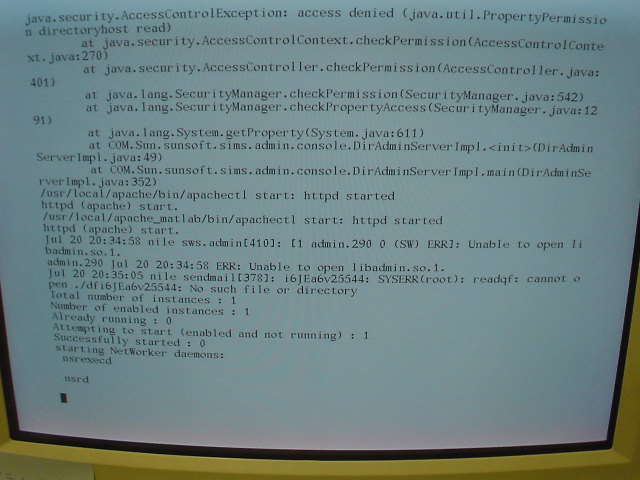 java.security.AccessControlException: access denied (java.util.PropertyPermissio
n directoryhost read)
at java.security.AccessControlContext.checkPermission(AccessControlConte
xt.java:270)
at java.security.AccessController.checkPermission(AccessController.java:
401)
at java.lang.SecurityManager.checkPermission(SecurityManager.java:542)
at java.lang.SecurityManager.checkPropertyAccess(SecurityManager.java:12
91)
at java.lang.System.getProperty(System.java:611)
at COM.Sun.sunsoft.sims.admin.console.DirAdminServerImpl.<init>(DirAdmin
ServerImpl.java:49)
at COM.Sun.sunsoft.sims.admin.console.DirAdminServerImpl.main(DirAdminSe
rverImpl.java:352)
/usr/local/apache/bin/apachectl start: httpd started
httpd (apache) start.
/usr/local/apache_matlab/bin/apachectl start: httpd started
httpd (apache) start.
Jul 20 20:34:58 nile sws.admin[410]: [1 admin.290 0 (SW) ERR]: Unable to open li
badmin.so.1.
admin.290 Jul 20 20:34:58 ERR: Unable to open libadmin.so.1.
Jul 20 20:35:05 nile sendmail[378]: i6JEa6v25544: SYSERR(root): readqf: cannot o
pen ./dfi6JEa6v25544: No such file or directory
Total number of instances : 1
Number of enabled instances : 1
Already running : 0
Attempting to start (enabled and not running) : 1
Successfully started : 0
starting NetWorker daemons:
nsrexecd
nsrd